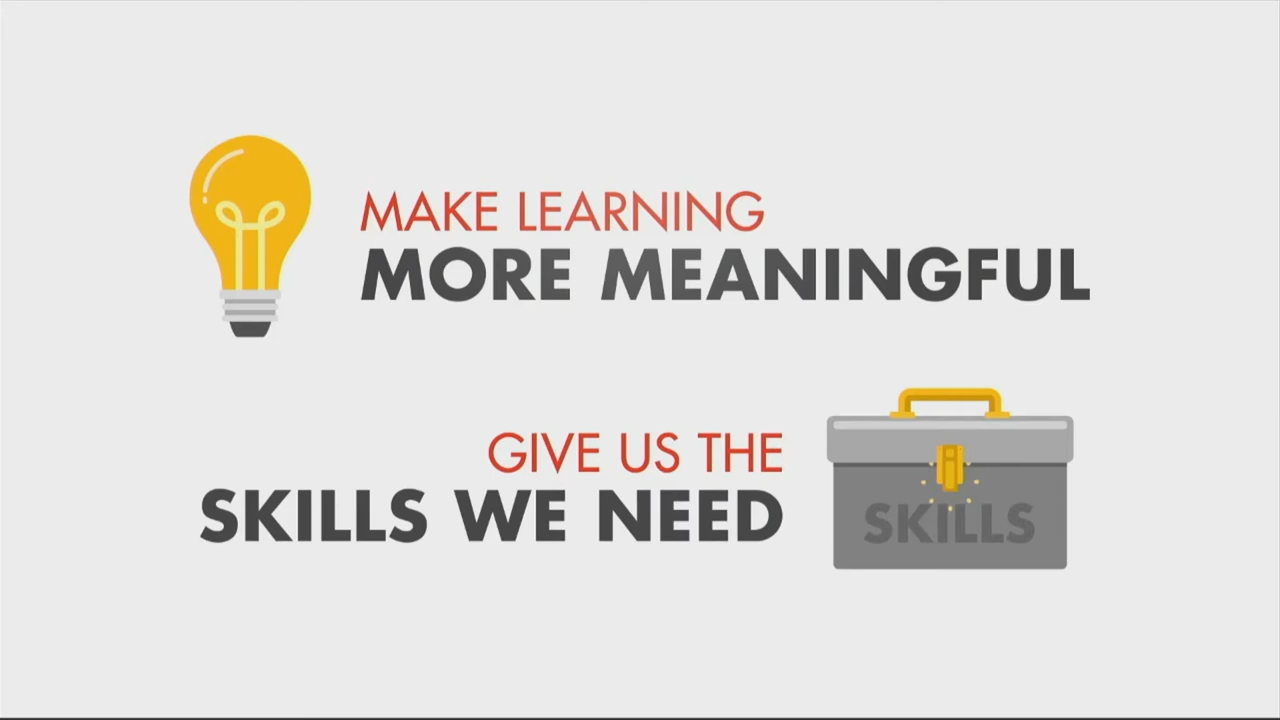 MAKE LEARNING
MORE MEANINGFUL
GIVE US THE
SKILLS WE NEED
SKILLS